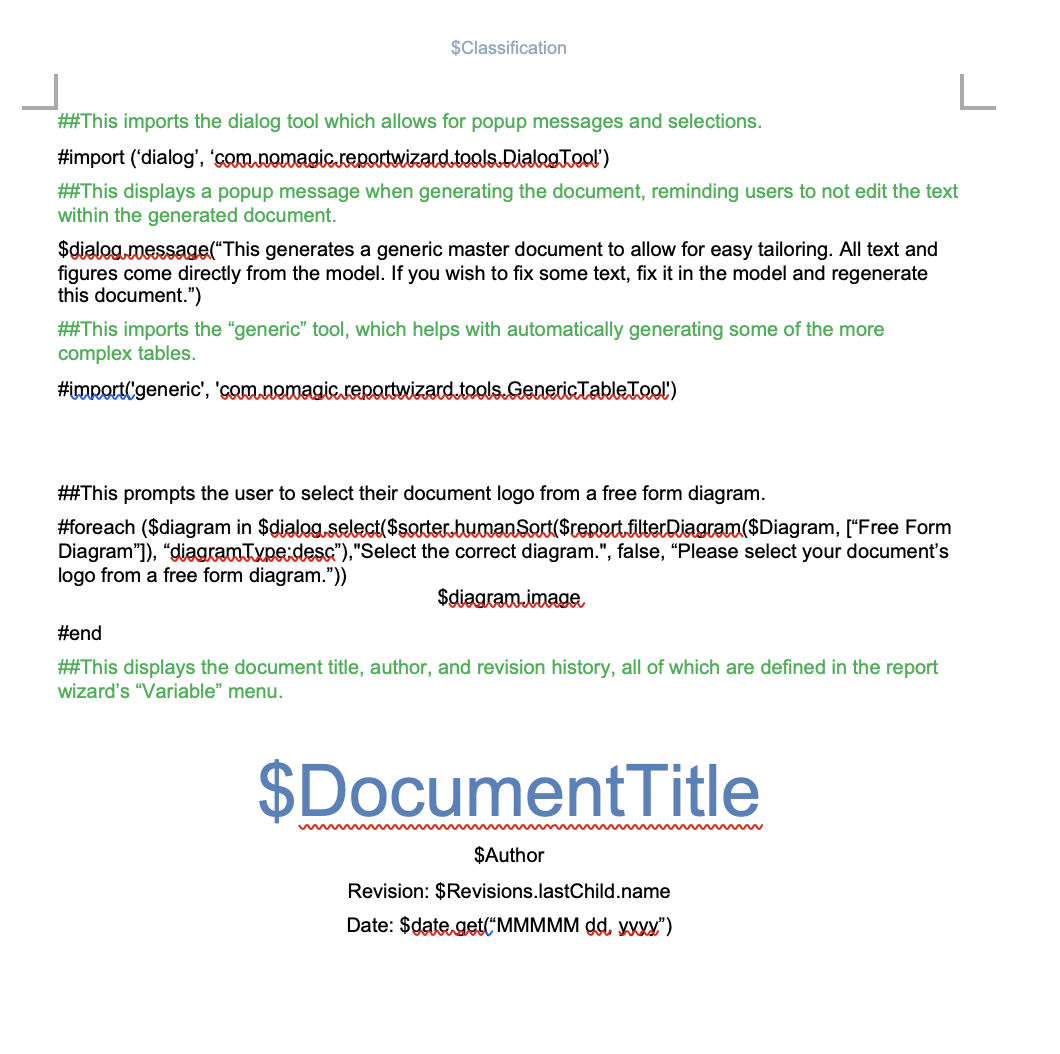 $Classification
##This imports the dialog tool which allows for popup messages and selections.
#import (‘dialog’, ‘com.nomagic.reportwizard.tools.DialogTool’)
##This displays a popup message when generating the document, reminding users to not edit the text
within the generated document.
$dialog.message(“This generates a generic master document to allow for easy tailoring. All text and
figures come directly from the model. If you wish to fix some text, fix it in the model and regenerate
this document.”)
##This imports the “generic” tool, which helps with automatically generating some of the more
complex tables.
#import('generic', 'com.nomagic.reportwizard.tools.GenericTableTool')
##This prompts the user to select their document logo from a free form diagram.
#foreach ($diagram in $dialog.select($sorter.humanSort($report.filterDiagram($Diagram, [“Free Form
Diagram”]), “diagramType:desc”),"Select the correct diagram.", false, “Please select your document’s
logo from a free form diagram.”))
$diagram.image
#end
##This displays the document title, author, and revision history, all of which are defined in the report
wizard’s “Variable” menu.
$DocumentTitle
$Author
Revision: $Revisions.lastChild.name
Date: $date.get(“MMMMM dd, yyyy”)